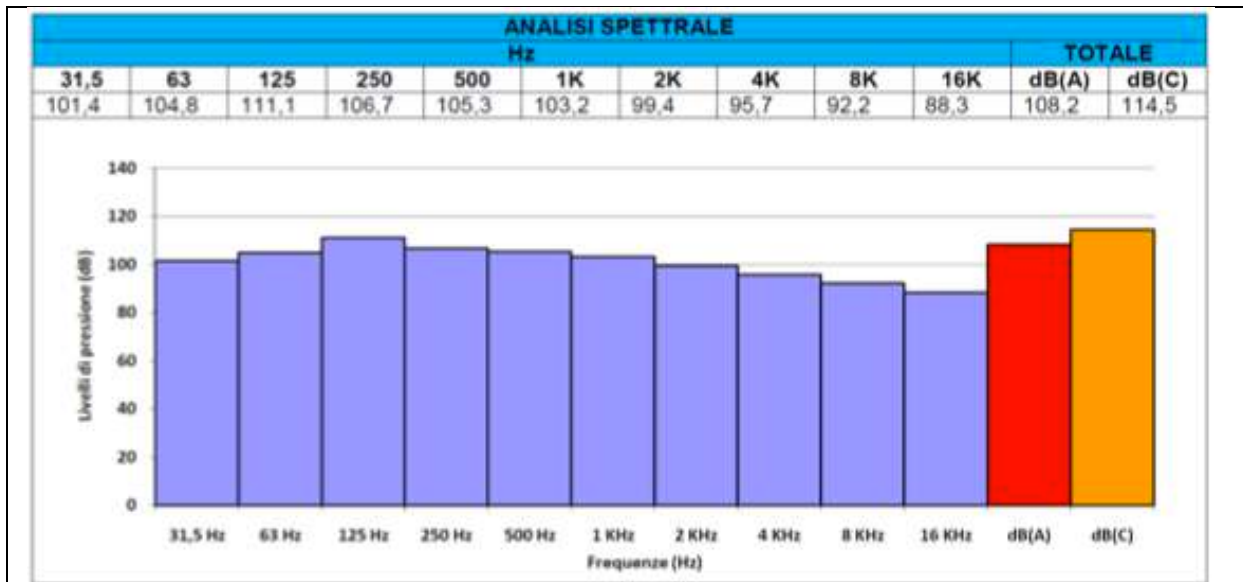 ANALISI SPETTRALE
Hz TOTALE
31,5 63 125 250 500 1K 2K 4K 8K 16K dB(A) dB(C)
101,4 104,8 111,1 106,7 105,3 103,2 99,4 95,7 92,2 88,3 108,2 114,5
140
120
100
80
60
40
20
0
Livelli di pressione (dB)
31,5 Hz 63 Hz 125 Hz 250 Hz 500 Hz 1 KHz 2 KHz 4 KHz 8 KHz 16 KHz dB(A) dB(C)
Frequenze (Hz)